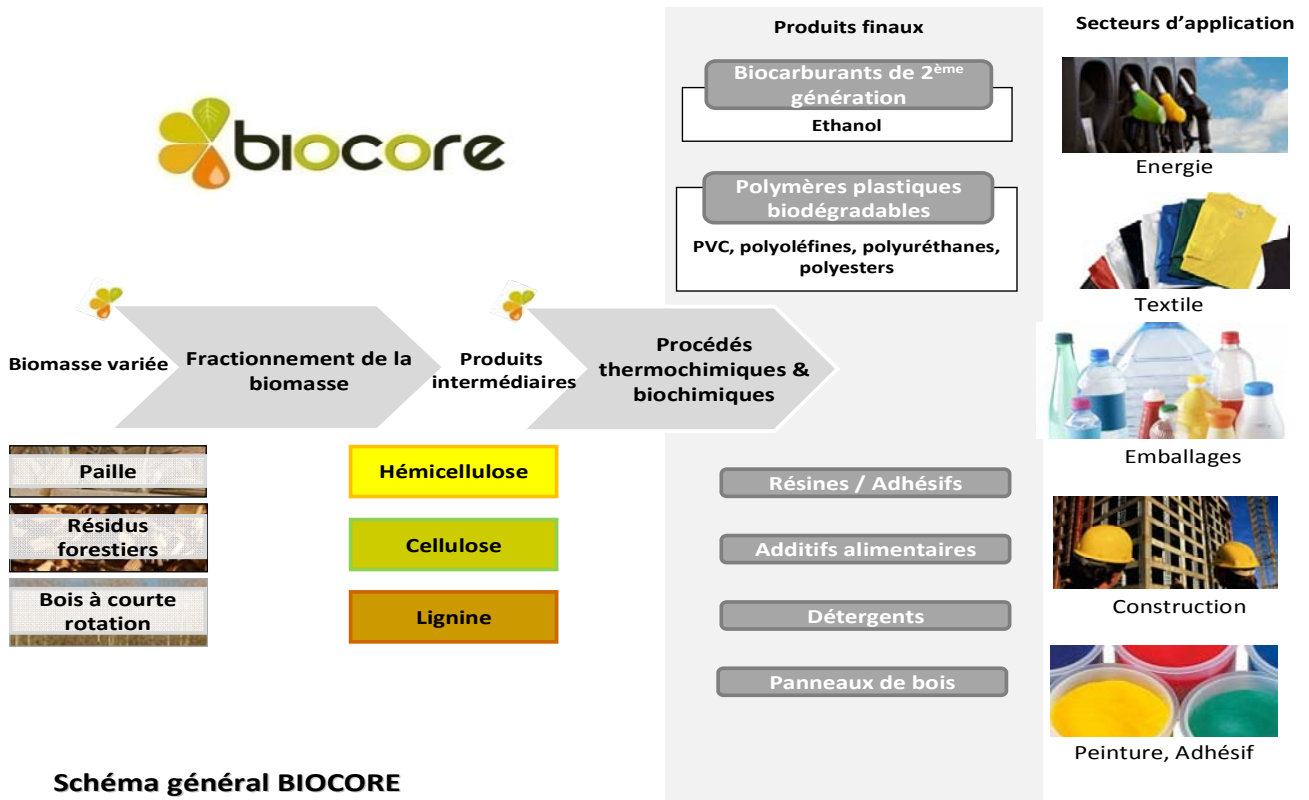 Produits finaux
Secteurs d’application
Biocarburants de 2ème
génération
Ethanol
Energie
biocore
Polymères plastiques
biodégradables
PVC, polyoléfines, polyuréthanes,
polyesters
Textile
Biomasse variée
Fractionnement de la
biomasse
Produits
intermédiaires
Procédés
thermochimiques &
biochimiques
Emballages
Paille
Résidus
forestiers
Bois à courte
rotation
Hémicellulose
Cellulose
Lignine
Résines / Adhésifs
Additifs alimentaires
Détergents
Panneaux de bois
Construction
Peinture, Adhésif
Schéma général BIOCORE